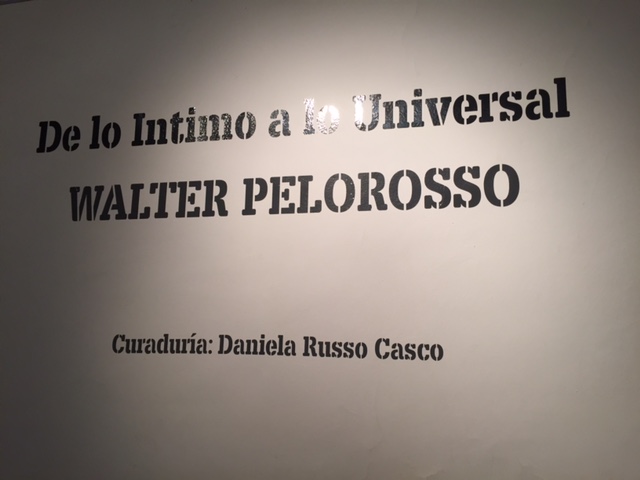 De lo Intimo a lo Universal
WALTER PELOROSSO
Curaduría: Daniela Russo Casco